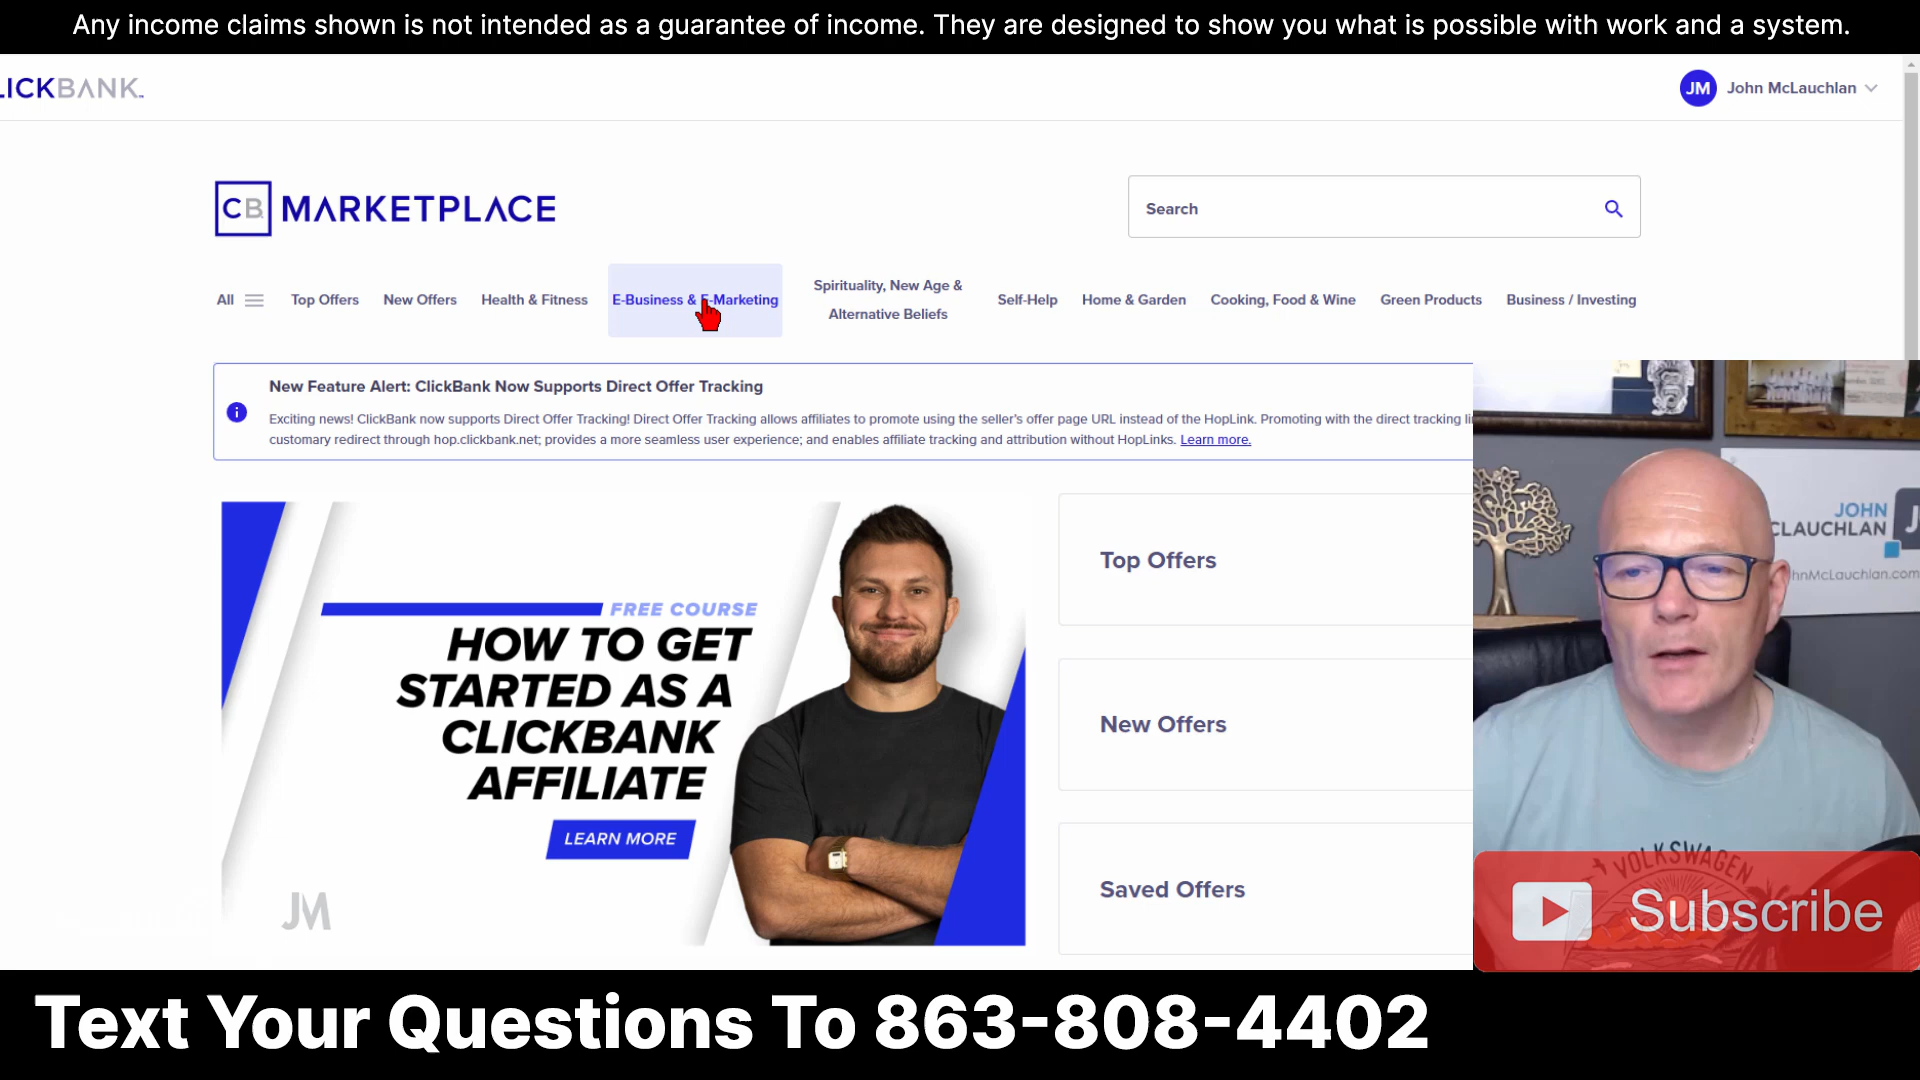 Any income claims shown is not intended as a guarantee of income. They are designed to show you what is possible with work and a system.
LICKBANK
JM John McLauchlan
CB MARKETPLACE
Search
All
Top Offers
New Offers
Health & Fitness
E-Business & E-Marketing
Spirituality, New Age &
Alternative Beliefs
Self-Help
Home & Garden
Cooking, Food & Wine
Green Products
Business / Investing
New Feature Alert: ClickBank Now Supports Direct Offer Tracking
Exciting news! ClickBank now supports Direct Offer Tracking! Direct Offer Tracking allows affiliates to promote using the seller's offer page URL instead of the HopLink. Promoting with the direct tracking
customary redirect through hop.clickbank.net; provides a more seamless user experience; and enables affiliate tracking and attribution without HopLinks. Learn more.
FREE COURSE
HOW TO GET
STARTED AS A
CLICKBANK
AFFILIATE
LEARN MORE
JM
Top Offers
New Offers
Saved Offers
JOHN
CLAUCHLAN
hnMcLauchlan.com
VOLKSWAGEN
Subscribe
Text Your Questions To 863-808-4402